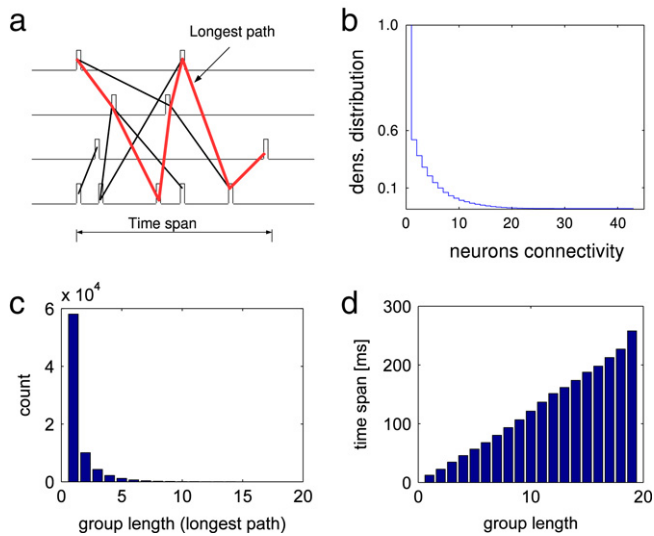 a
Longest path
Time span
b
1.0
0.6
0.1
dens. distribution
0 10 20 30 40
neurons connectivity
c
x 10^4
6
4
2
0
count
0 5 10 15 20
group length (longest path)
d
300
200
100
0
time span [ms]
0 10 20
group length